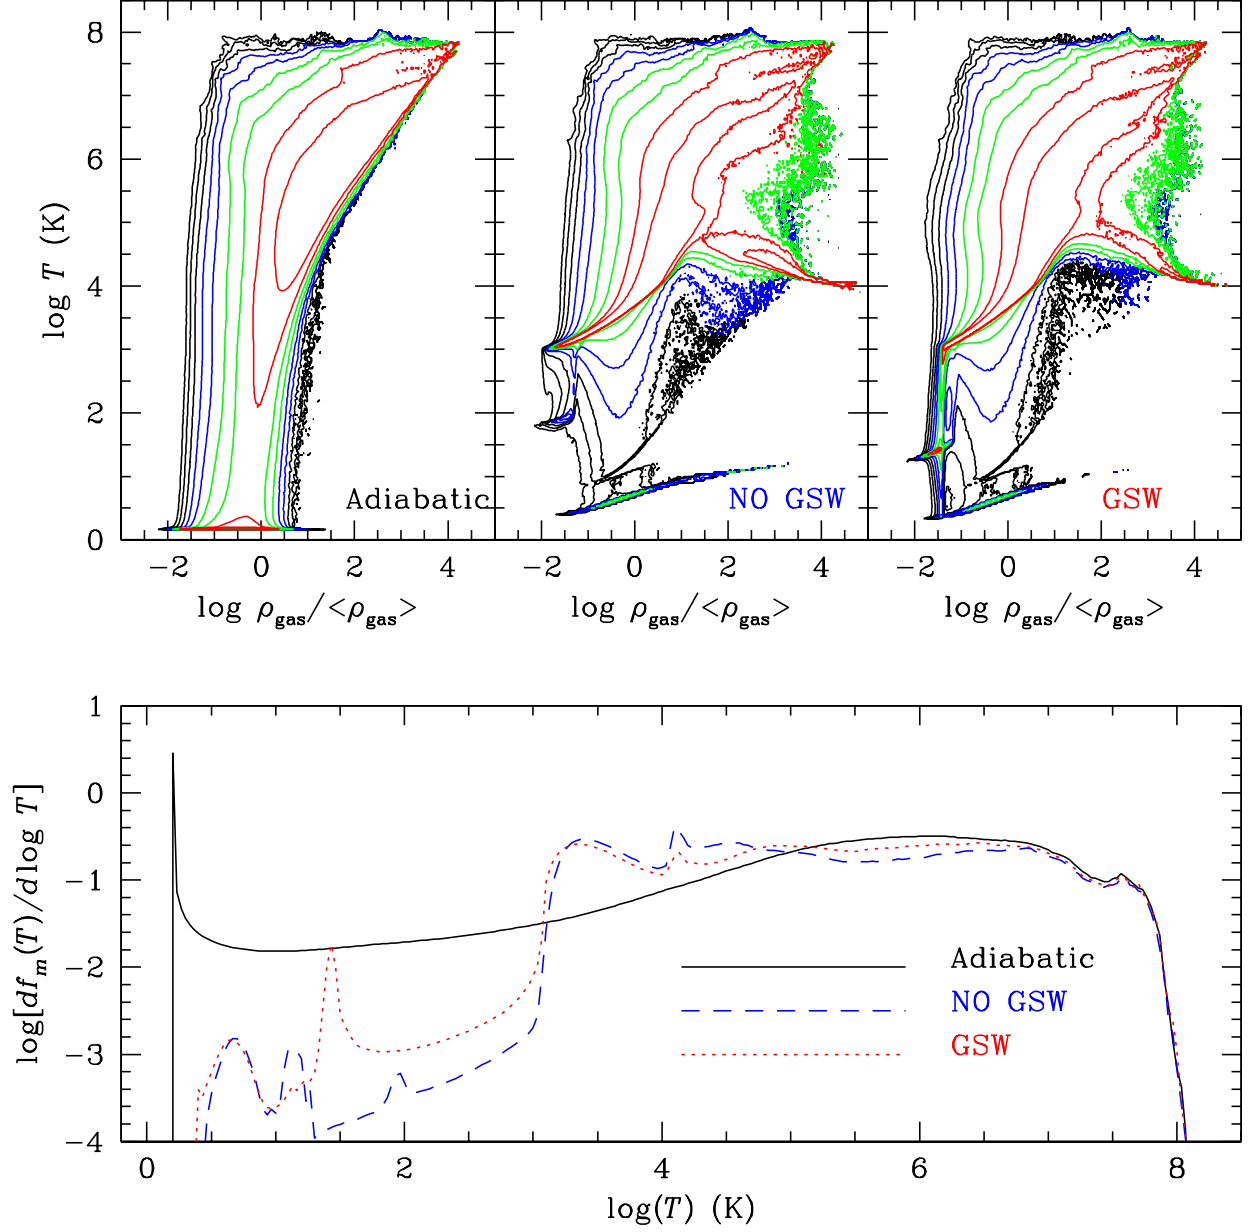 8
6
4
2
0
log T (K)
Adiabatic
NO GSW
GSW
−2 0 2 4
−2 0 2 4
−2 0 2 4
log ρgas/<ρgas>
log ρgas/<ρgas>
log ρgas/<ρgas>
1
0
−1
−2
−3
−4
log[dfm(T)/dlog T]
Adiabatic
NO GSW
GSW
0 2 4 6 8
log(T) (K)